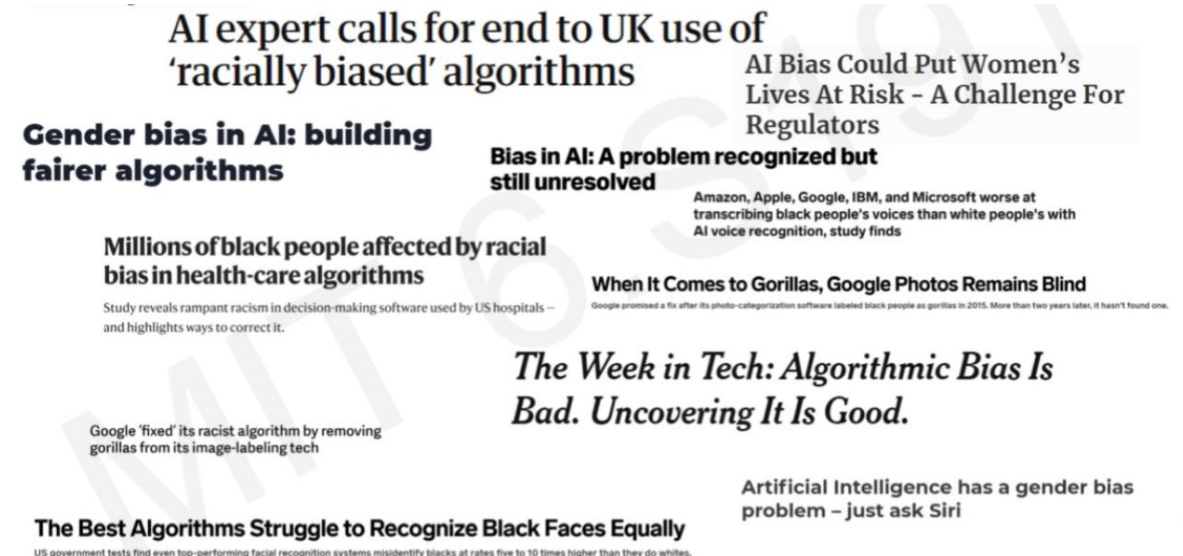 AI expert calls for end to UK use of
‘racially biased’ algorithms
AI Bias Could Put Women’s
Lives At Risk – A Challenge For
Regulators
Gender bias in AI: building
fairer algorithms
Bias in AI: A problem recognized but
still unresolved
Amazon, Apple, Google, IBM, and Microsoft worse at
transcribing black people's voices than white people's with
AI voice recognition, study finds
Millions of black people affected by racial
bias in health-care algorithms
Study reveals rampant racism in decision-making software used by US hospitals –
and highlights ways to correct it.
When It Comes to Gorillas, Google Photos Remains Blind
Google promised a fix after its photo-categorization software labeled black people as gorillas in 2015. More than two years later, it hasn't found one.
The Week in Tech: Algorithmic Bias Is
Bad. Uncovering It Is Good.
Google ‘fixed’ its racist algorithm by removing
gorillas from its image-labeling tech
Artificial Intelligence has a gender bias
problem – just ask Siri
The Best Algorithms Struggle to Recognize Black Faces Equally
US government tests find even top-performing facial recognition systems misidentify blacks at rates five to 10 times higher than they do whites.
MIT 6.S191